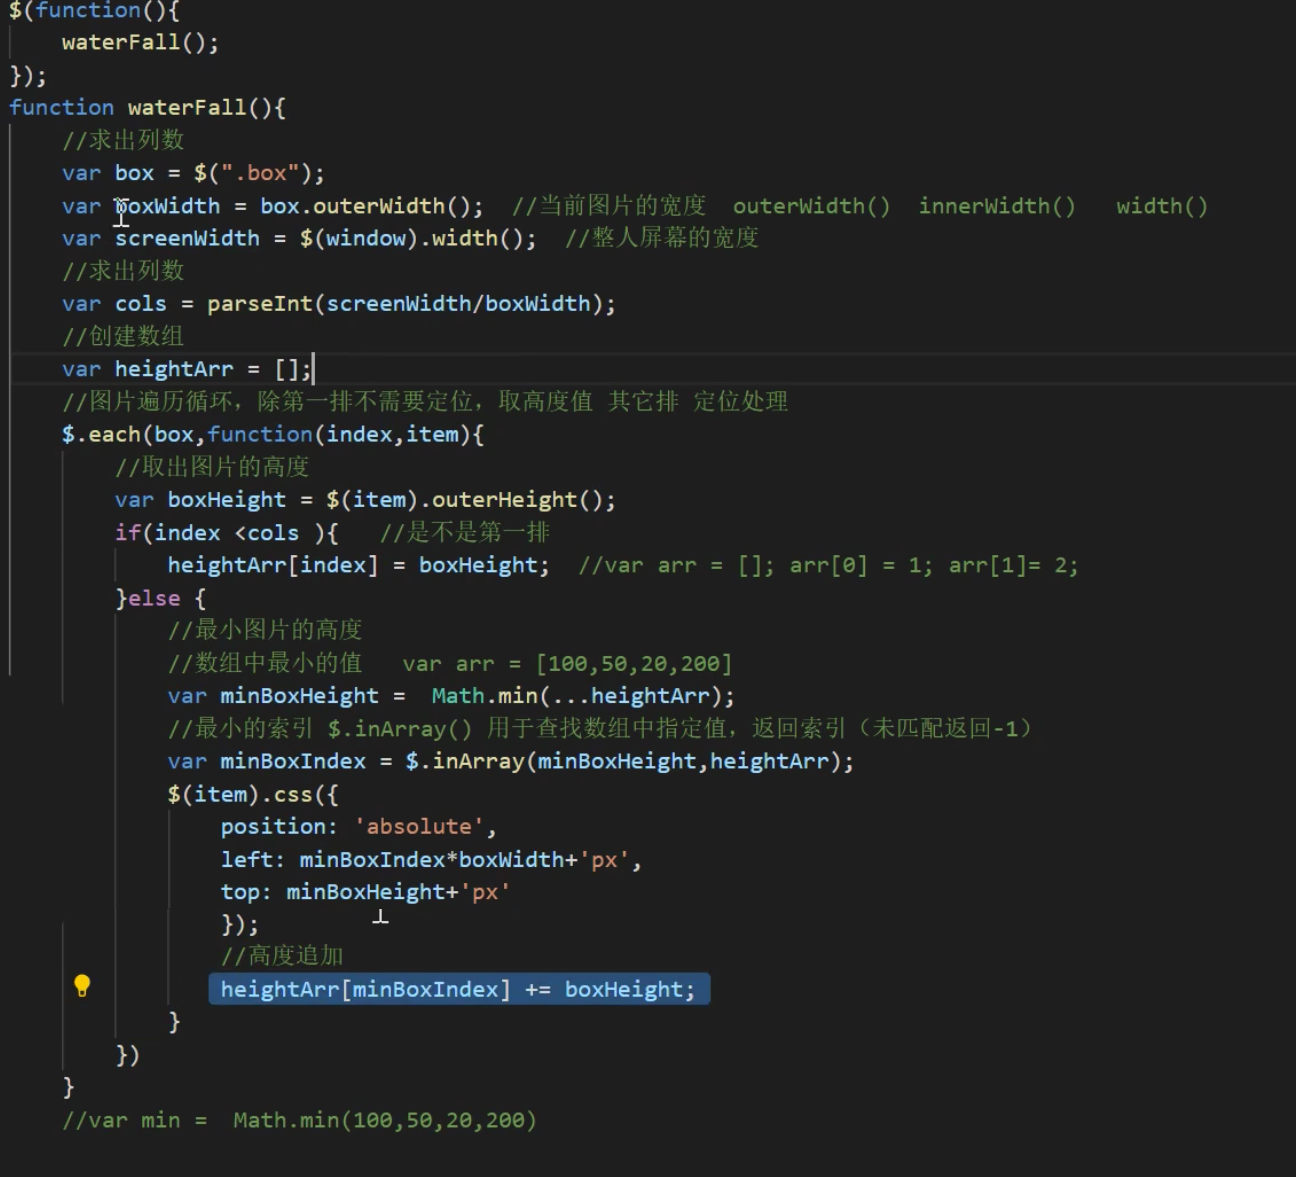 $(function(){
waterFall();
});
function waterFall(){
//求出列数
var box = $(".box");
var boxWidth = box.outerWidth(); //当前图片的宽度 outerWidth() innerWidth() width()
var screenWidth = $(window).width(); //整人屏幕的宽度
//求出列数
var cols = parseInt(screenWidth/boxWidth);
//创建数组
var heightArr = [];
//图片遍历循环，除第一排不需要定位，取高度值 其它排 定位处理
$.each(box,function(index,item){
//取出图片的高度
var boxHeight = $(item).outerHeight();
if(index <cols ){ //是不是第一排
heightArr[index] = boxHeight; //var arr = []; arr[0] = 1; arr[1]= 2;
}else {
//最小图片的高度
//数组中最小的值 var arr = [100,50,20,200]
var minBoxHeight = Math.min(...heightArr);
//最小的索引 $.inArray() 用于查找数组中指定值，返回索引（未匹配返回-1）
var minBoxIndex = $.inArray(minBoxHeight,heightArr);
$(item).css({
position: 'absolute',
left: minBoxIndex*boxWidth+'px',
top: minBoxHeight+'px'
});
//高度追加
heightArr[minBoxIndex] += boxHeight;
}
})
}
//var min = Math.min(100,50,20,200)